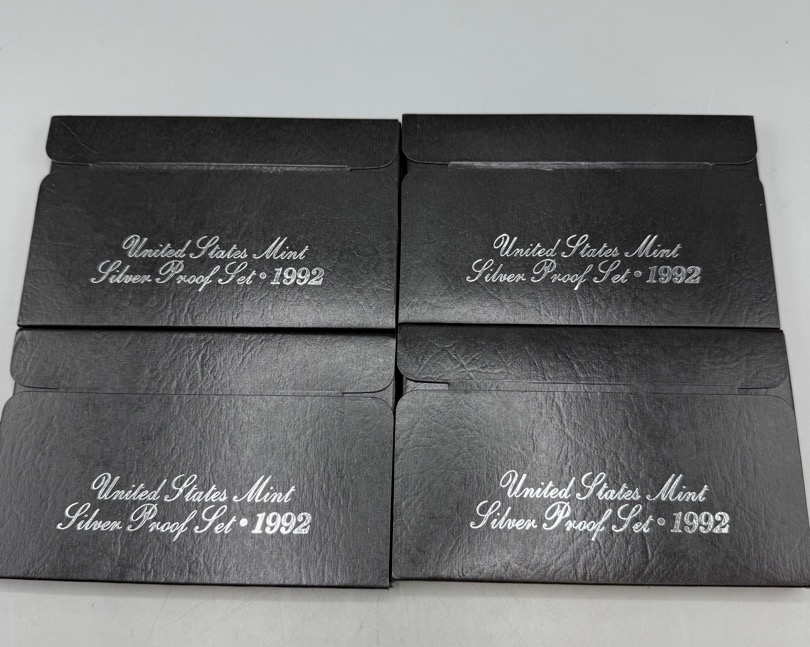 United States Mint
Silver Proof Set • 1992
United States Mint
Silver Proof Set • 1992
United States Mint
Silver Proof Set • 1992
United States Mint
Silver Proof Set • 1992